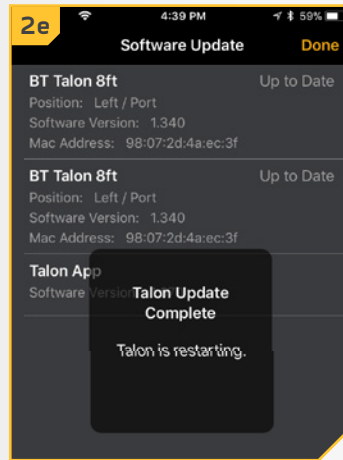 2e
4:39 PM 59%
Software Update Done
BT Talon 8ft Up to Date
Position: Left / Port
Software Version: 1.340
Mac Address: 98:07:2d:4a:ec:3f
BT Talon 8ft Up to Date
Position: Left / Port
Software Version: 1.340
Mac Address: 98:07:2d:4a:ec:3f
Talon App
Software Version
Talon Update
Complete
Talon is restarting.